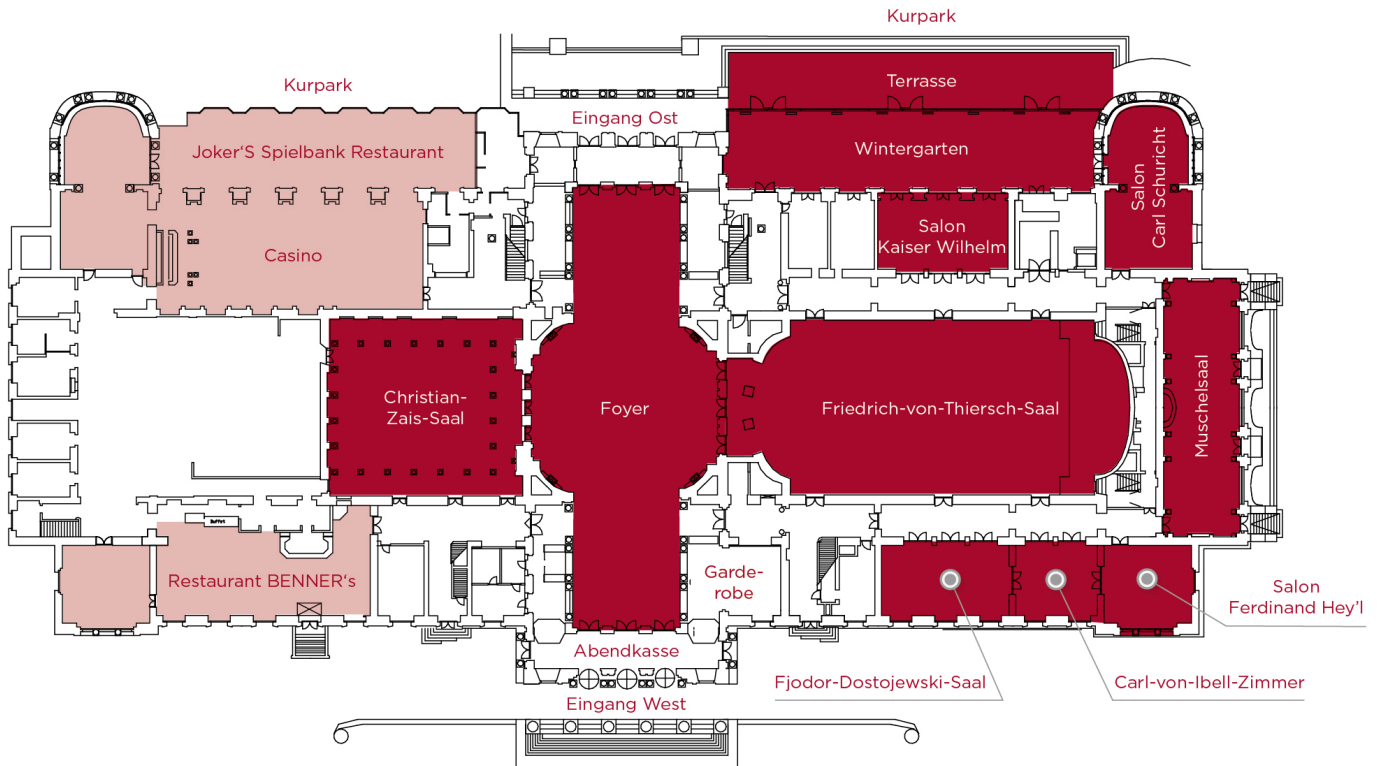 Kurpark
Kurpark
Terrasse
Eingang Ost
Joker‘S Spielbank Restaurant
Wintergarten
Salon
Carl Schuricht
Salon
Kaiser Wilhelm
Casino
Christian-
Zais-Saal
Foyer
Friedrich-von-Thiersch-Saal
Muschelsaal
Buffet
Restaurant BENNER‘s
Garde-
robe
Salon
Ferdinand Hey'l
Abendkasse
Fjodor-Dostojewski-Saal
Carl-von-Ibell-Zimmer
Eingang West